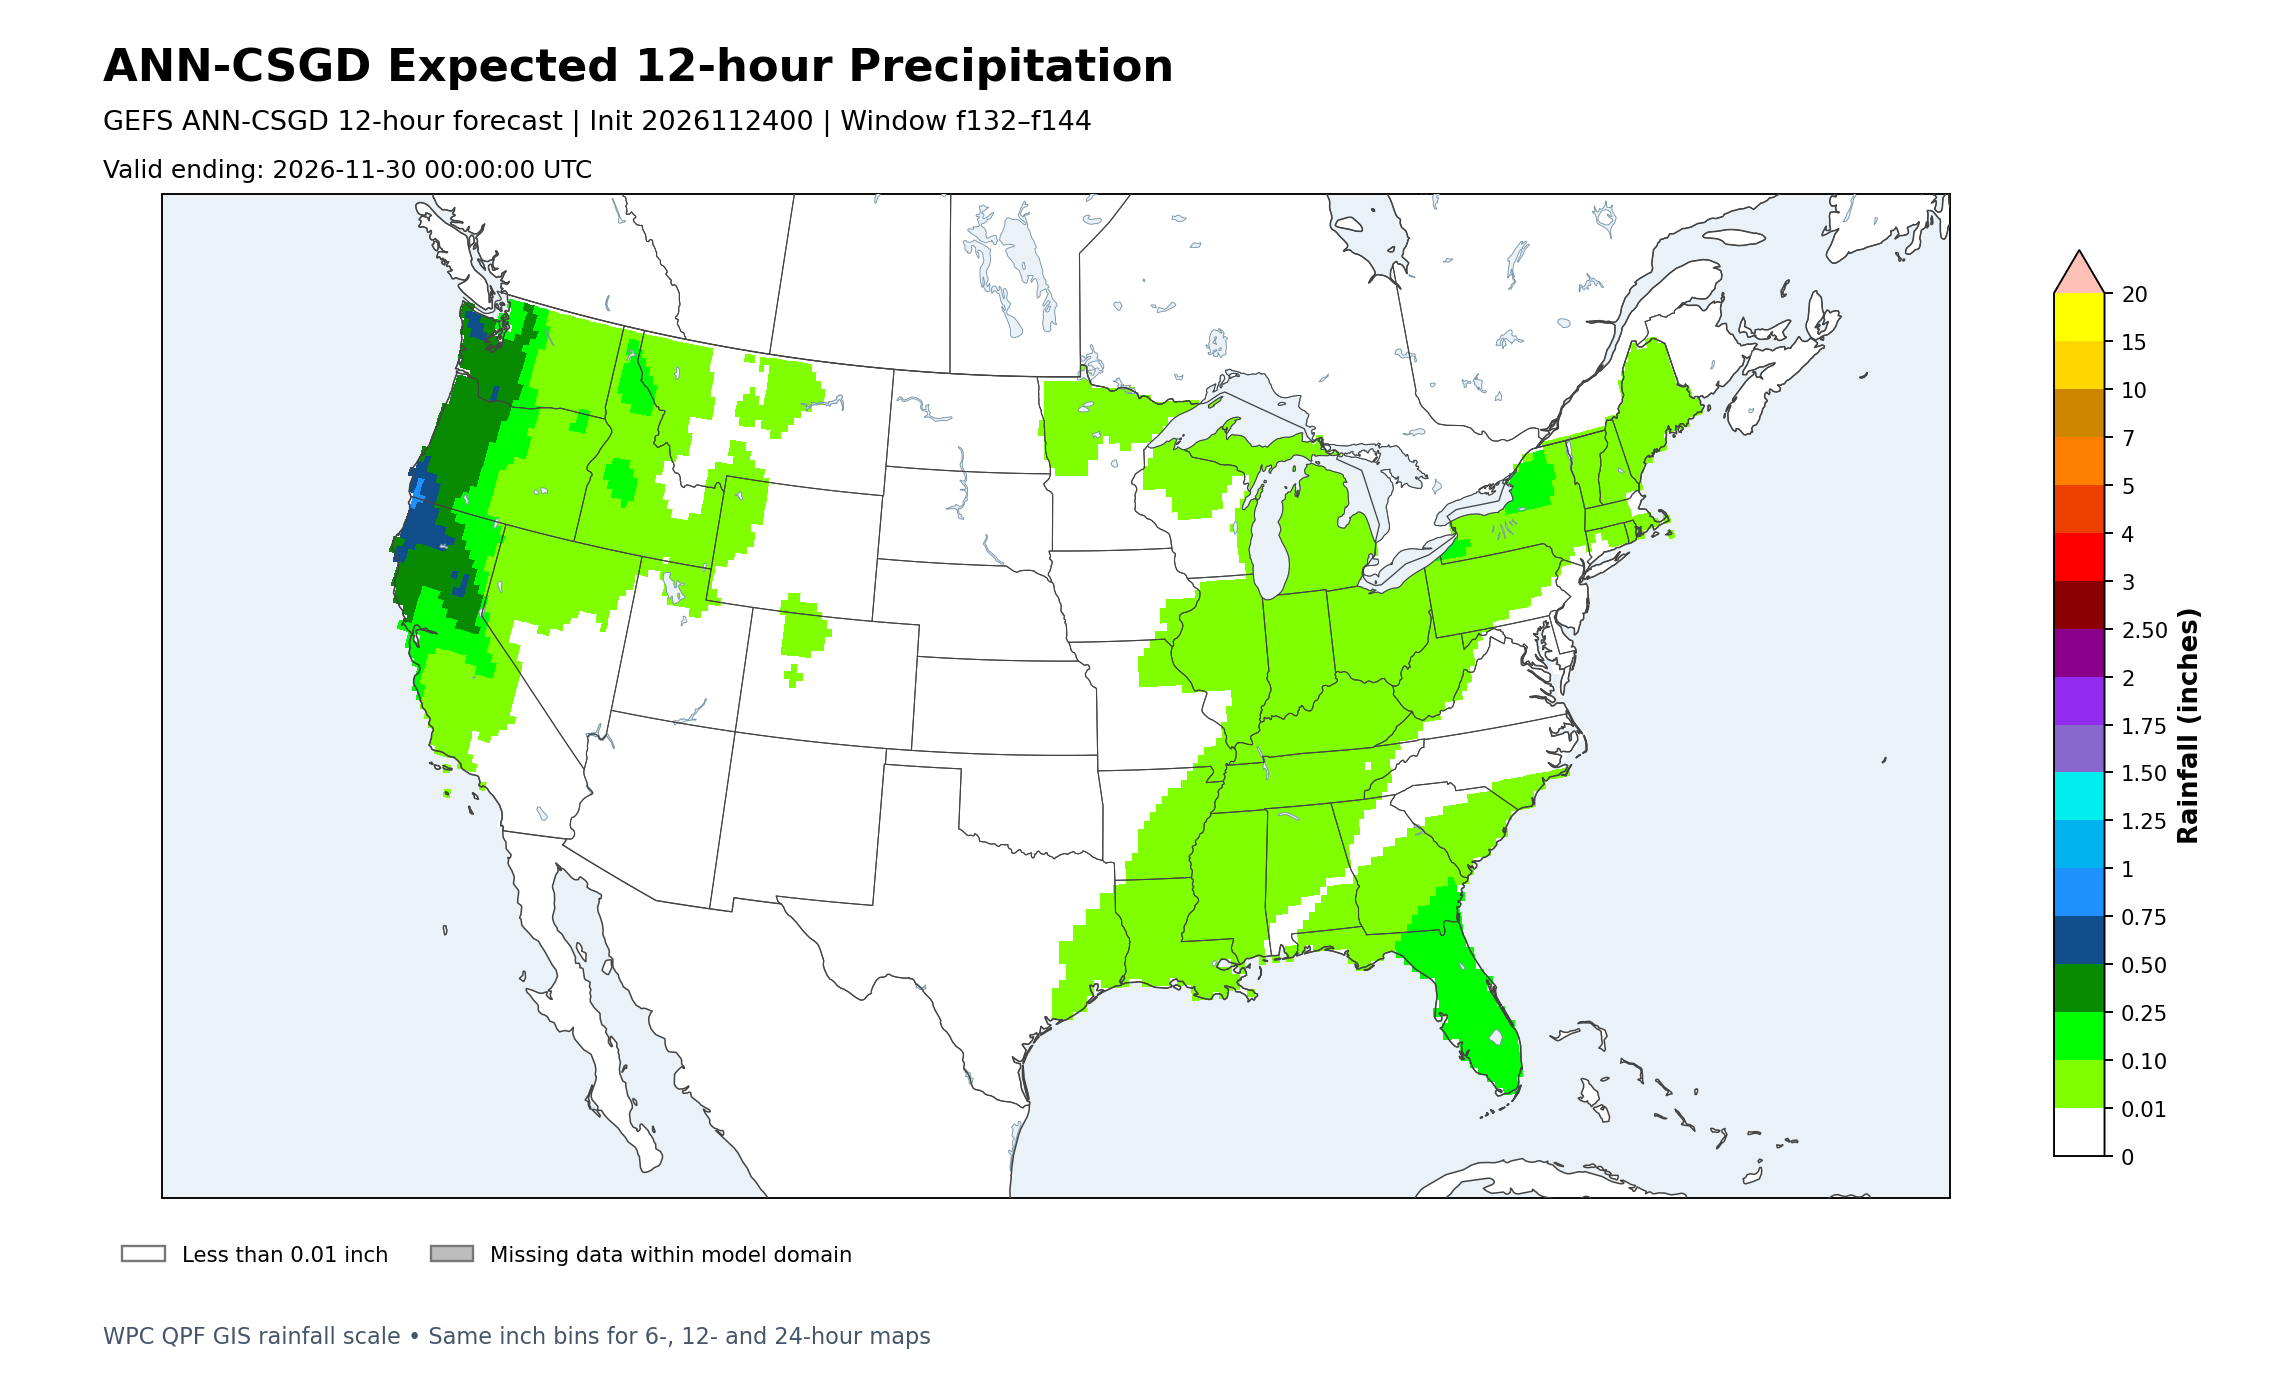 ANN-CSGD Expected 12-hour Precipitation
GEFS ANN-CSGD 12-hour forecast | Init 2026112400 | Window f132–f144
Valid ending: 2026-11-30 00:00:00 UTC
20
15
10
7
5
4
3
2.50
2
1.75
1.50
1.25
1
0.75
0.50
0.25
0.10
0.01
0
Rainfall (inches)
Less than 0.01 inch
Missing data within model domain
WPC QPF GIS rainfall scale • Same inch bins for 6-, 12- and 24-hour maps